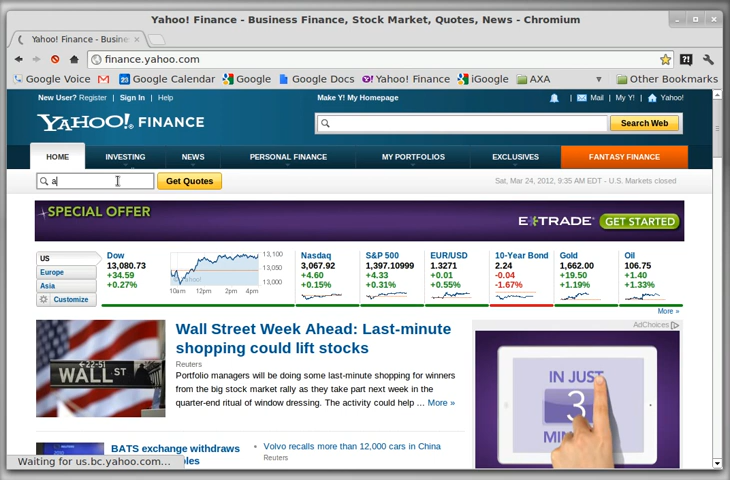 Yahoo! Finance - Business Finance, Stock Market, Quotes, News - Chromium
Yahoo! Finance - Busine
finance.yahoo.com
Google Voice
Google Calendar
Google
Google Docs
Yahoo! Finance
iGoogle
AXA
Other Bookmarks
New User? Register | Sign In | Help
Make Y! My Homepage
Mail | My Y! Yahoo!
YAHOO! FINANCE
Search Web
HOME INVESTING NEWS PERSONAL FINANCE MY PORTFOLIOS EXCLUSIVES FANTASY FINANCE
a
Get Quotes
Sat, Mar 24, 2012, 9:35 AM EDT - U.S. Markets closed
SPECIAL OFFER
E*TRADE GET STARTED
US
Europe
Asia
Customize
Dow
13,080.73
+34.59
+0.27%
13,100
13,050
13,000
10am 12pm 2pm 4pm
Nasdaq
3,067.92
+4.60
+0.15%
S&P 500
1,397.10999
+4.33
+0.31%
EUR/USD
1.3271
+0.01
+0.55%
10-Year Bond
2.24
-0.04
-1.67%
Gold
1,662.00
+19.50
+1.19%
Oil
106.75
+1.40
+1.33%
More »
AdChoices
WALL ST
Wall Street Week Ahead: Last-minute
shopping could lift stocks
Reuters
Portfolio managers will be doing some last-minute shopping for winners
from the big stock market rally as they take part next week in the
quarter-end ritual of window dressing. The activity could help ... More »
IN JUST
3
BATS exchange withdraws
Volvo recalls more than 12,000 cars in China
Reuters
Waiting for us.bc.yahoo.com...